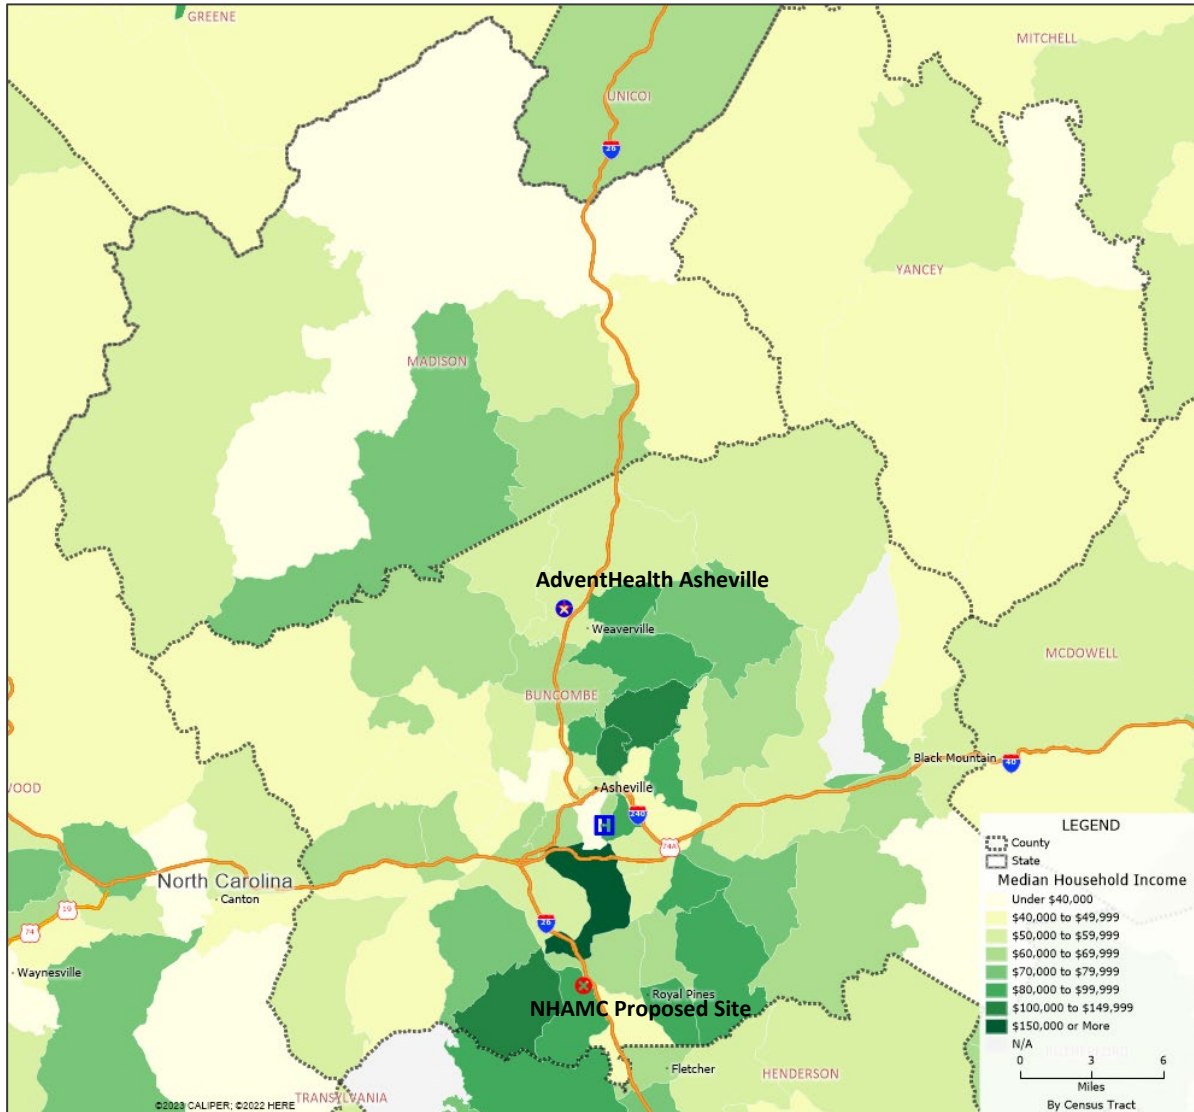 GREENE
MITCHELL
UNICOI
26
YANCEY
MADISON
AdventHealth Asheville
Weaverville
MCDOWELL
BUNCOMBE
Black Mountain
40
WOOD
Asheville
H
240
74A
North Carolina
Canton
19
74
26
Waynesville
Royal Pines
NHAMC Proposed Site
Fletcher
HENDERSON
TRANSYLVANIA
©2023 CALIPER; ©2022 HERE
LEGEND
County
State
Median Household Income
Under $40,000
$40,000 to $49,999
$50,000 to $59,999
$60,000 to $69,999
$70,000 to $79,999
$80,000 to $99,999
$100,000 to $149,999
$150,000 or More
N/A
0 3 6
Miles
By Census Tract